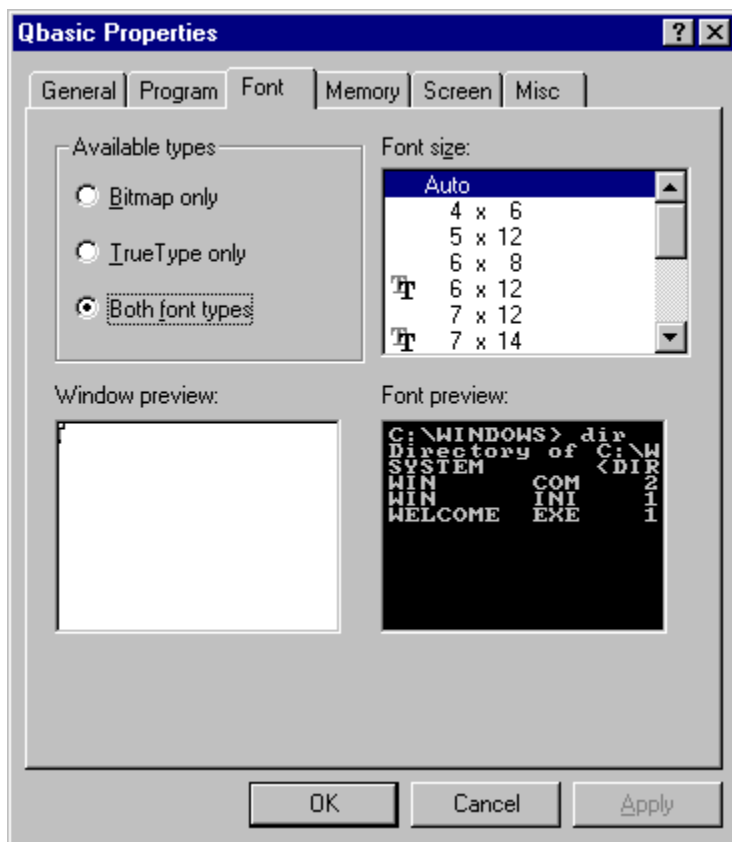 Qbasic Properties
General Program Font Memory Screen Misc
Available types
Bitmap only
TrueType only
Both font types
Font size:
Auto
4 x 6
5 x 12
6 x 8
6 x 12
7 x 12
7 x 14
Window preview:
Font preview:
C:\WINDOWS> dir
Directory of C:\W
SYSTEM <DIR
WIN COM 2
WIN INI 1
WELCOME EXE 1
OK Cancel Apply